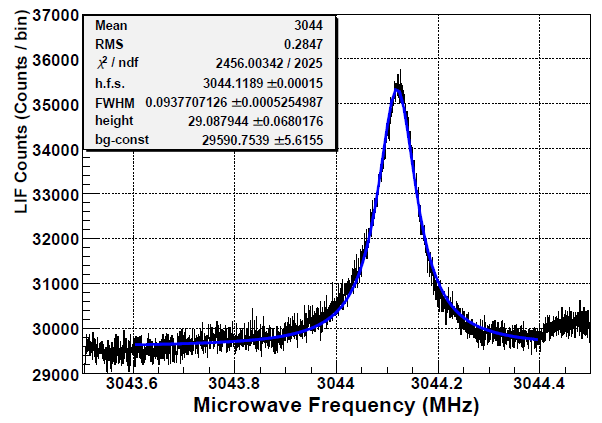 37000
36000
35000
34000
33000
32000
31000
30000
29000
LIF Counts (Counts / bin)
Mean 3044
RMS 0.2847
χ² / ndf 2456.00342 / 2025
h.f.s. 3044.1189 ±0.00015
FWHM 0.0937707126 ±0.0005254987
height 29.087944 ±0.0680176
bg-const 29590.7539 ±5.6155
3043.6 3043.8 3044 3044.2 3044.4
Microwave Frequency (MHz)